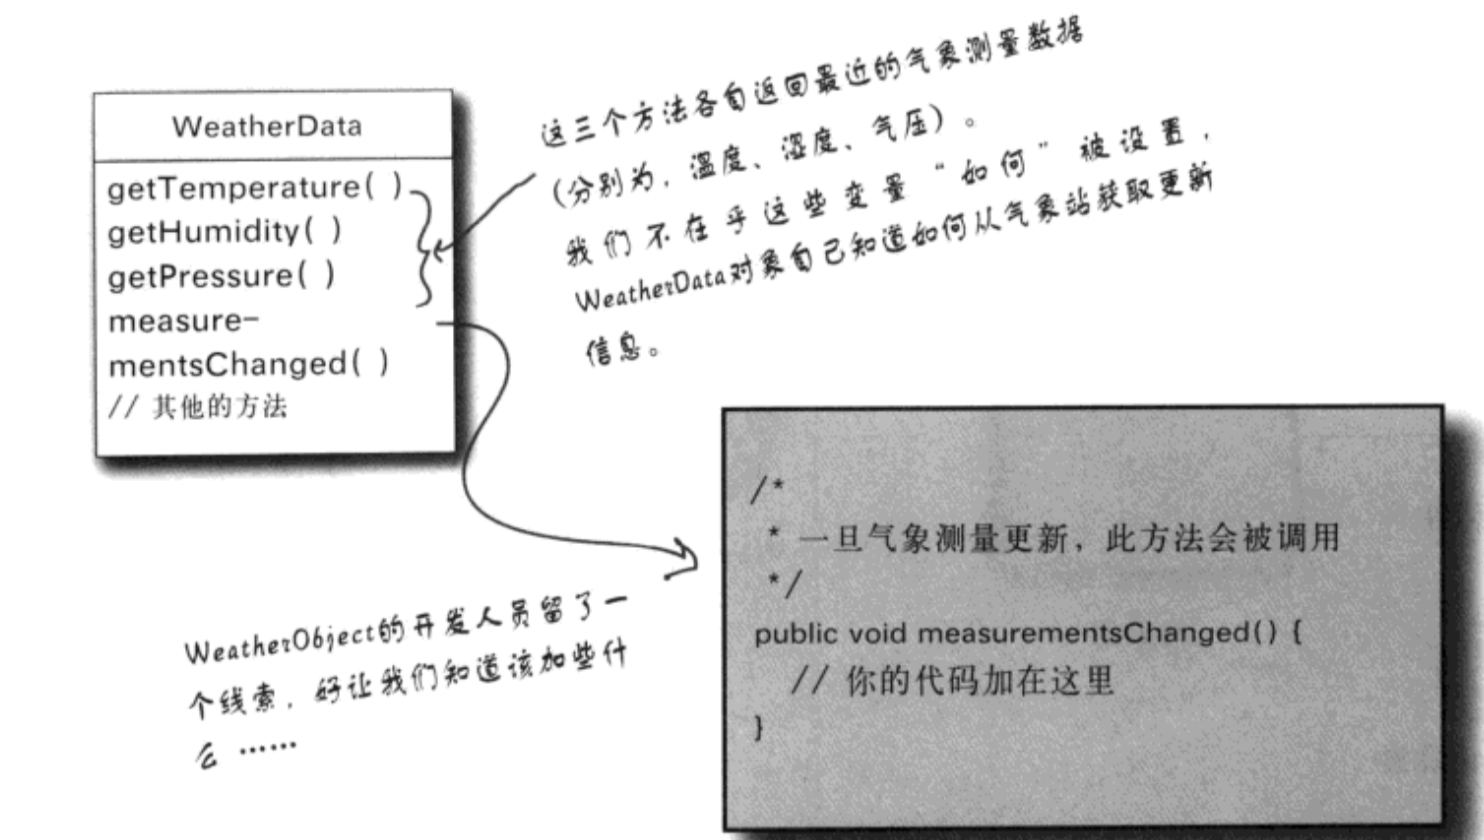 WeatherData
getTemperature( )
getHumidity( )
getPressure( )
measure-
mentsChanged( )
// 其他的方法
这三个方法各自返回最近的气象测量数据
(分别为，温度、湿度、气压)。
我们不在乎这些变量“如何”被设置，
WeatherData对象自己知道如何从气象站获取更新
信息。
WeatherObject的开发人员留了一
个线索，好让我们知道该加些什
么 ……
/*
* 一旦气象测量更新，此方法会被调用
*/
public void measurementsChanged() {
// 你的代码加在这里
}